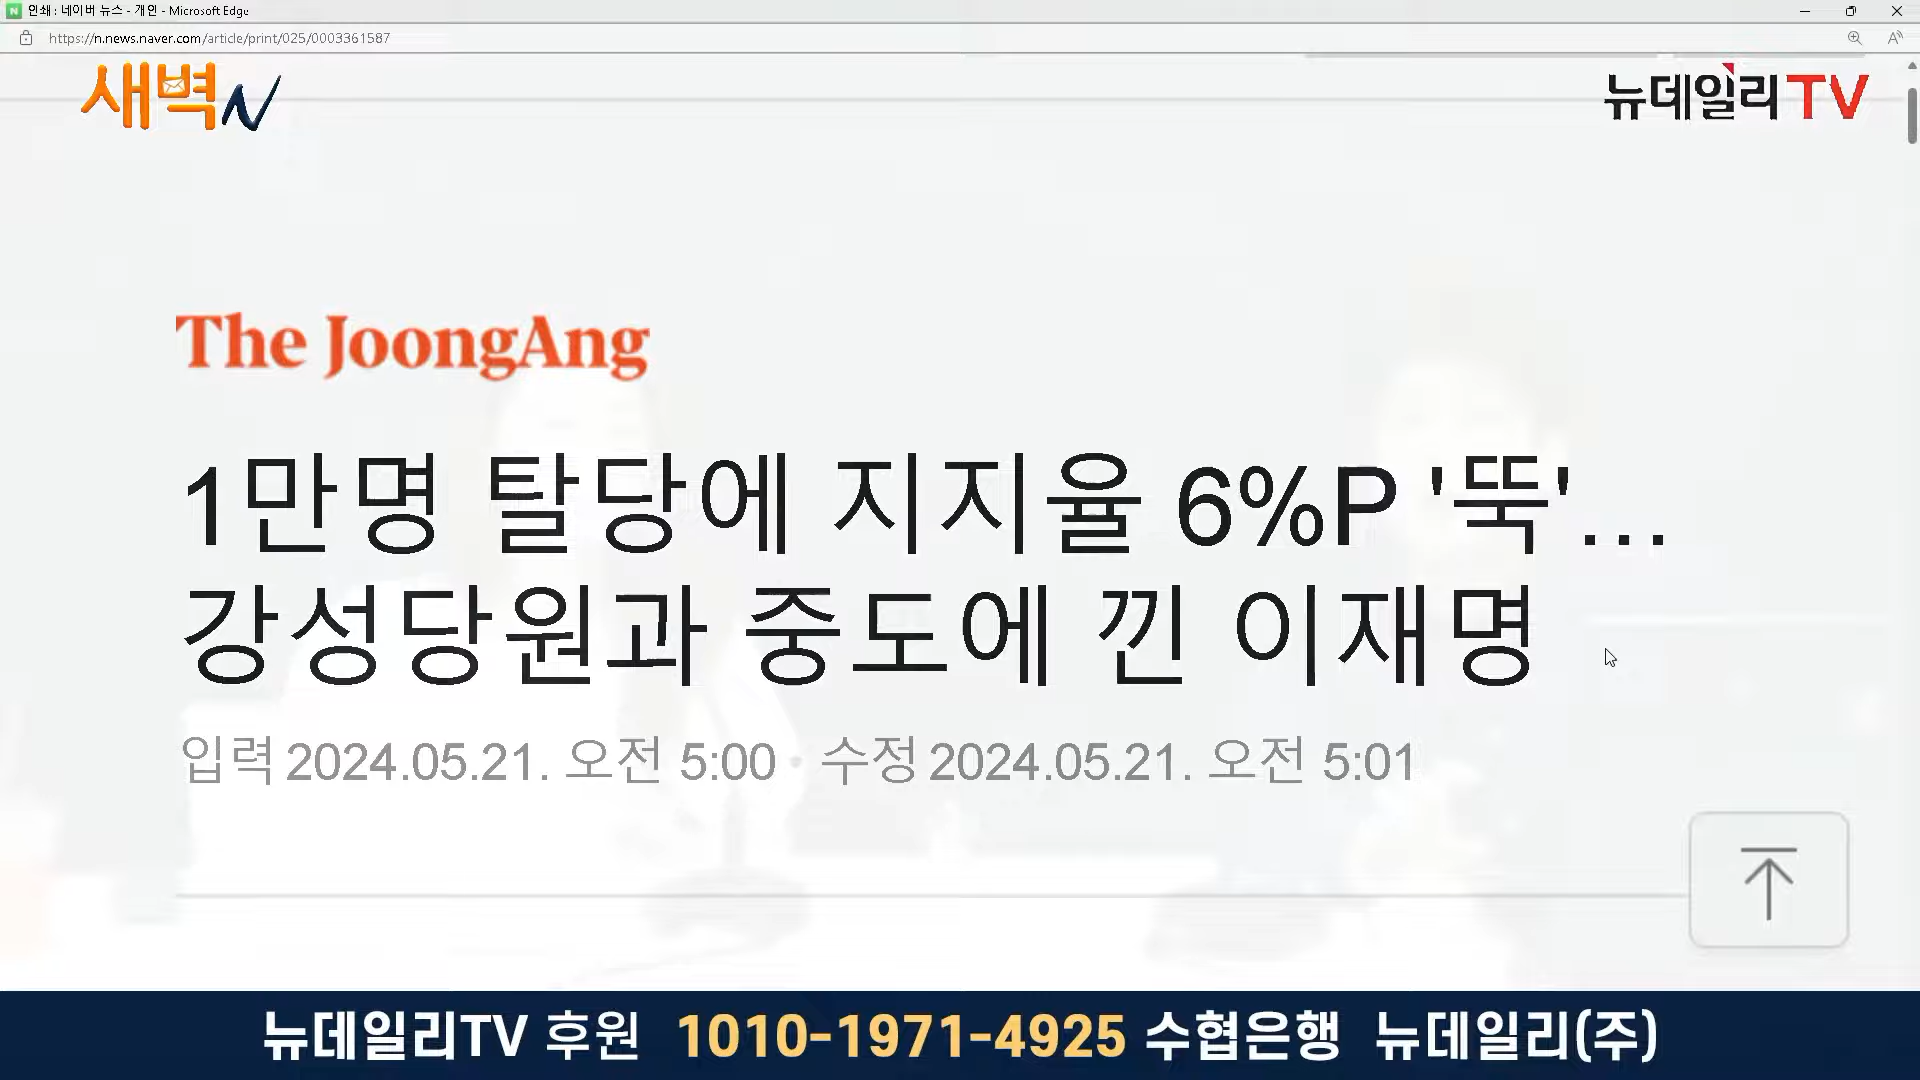 인쇄 : 네이버 뉴스 - 개인 - Microsoft Edge
https://n.news.naver.com/article/print/025/0003361587
새벽N
뉴데일리TV
The JoongAng
1만명 탈당에 지지율 6%P '뚝'...
강성당원과 중도에 낀 이재명
입력 2024.05.21. 오전 5:00 · 수정 2024.05.21. 오전 5:01
뉴데일리TV 후원 1010-1971-4925 수협은행 뉴데일리(주)